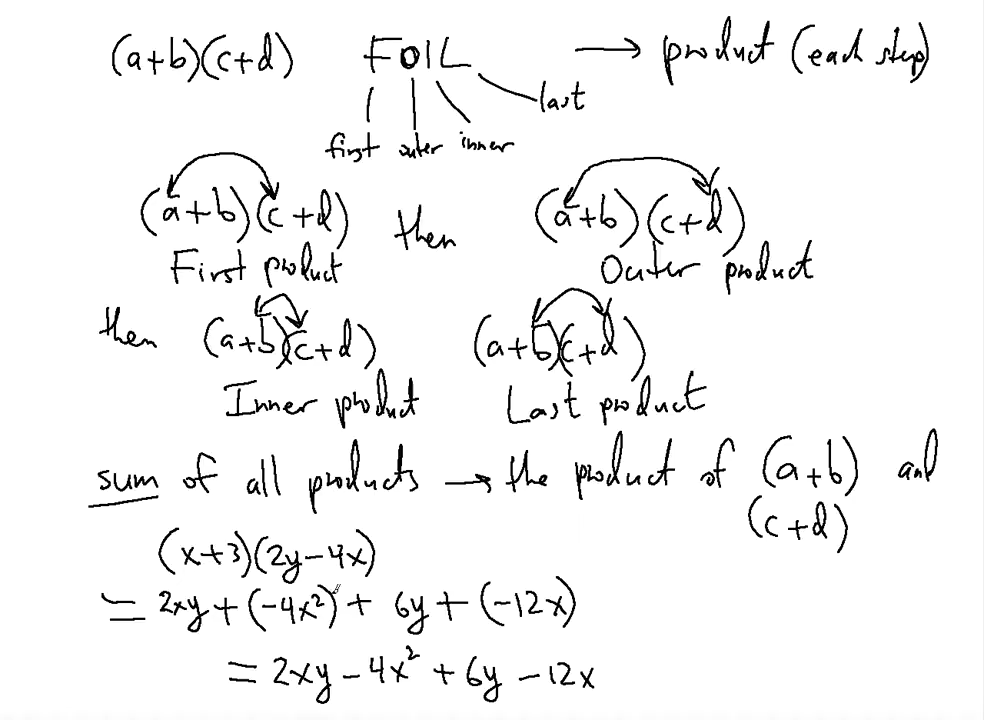 (a+b)(c+d) FOIL → product (each step)
last
first outer inner
(a+b)(c+d) then (a+b)(c+d)
First product Outer product
then (a+b)(c+d) (a+b)(c+d)
Inner product Last product
sum of all products → the product of (a+b) and
(c+d)
(x+3)(2y-4x)
= 2xy + (-4x²) + 6y + (-12x)
= 2xy - 4x² + 6y - 12x